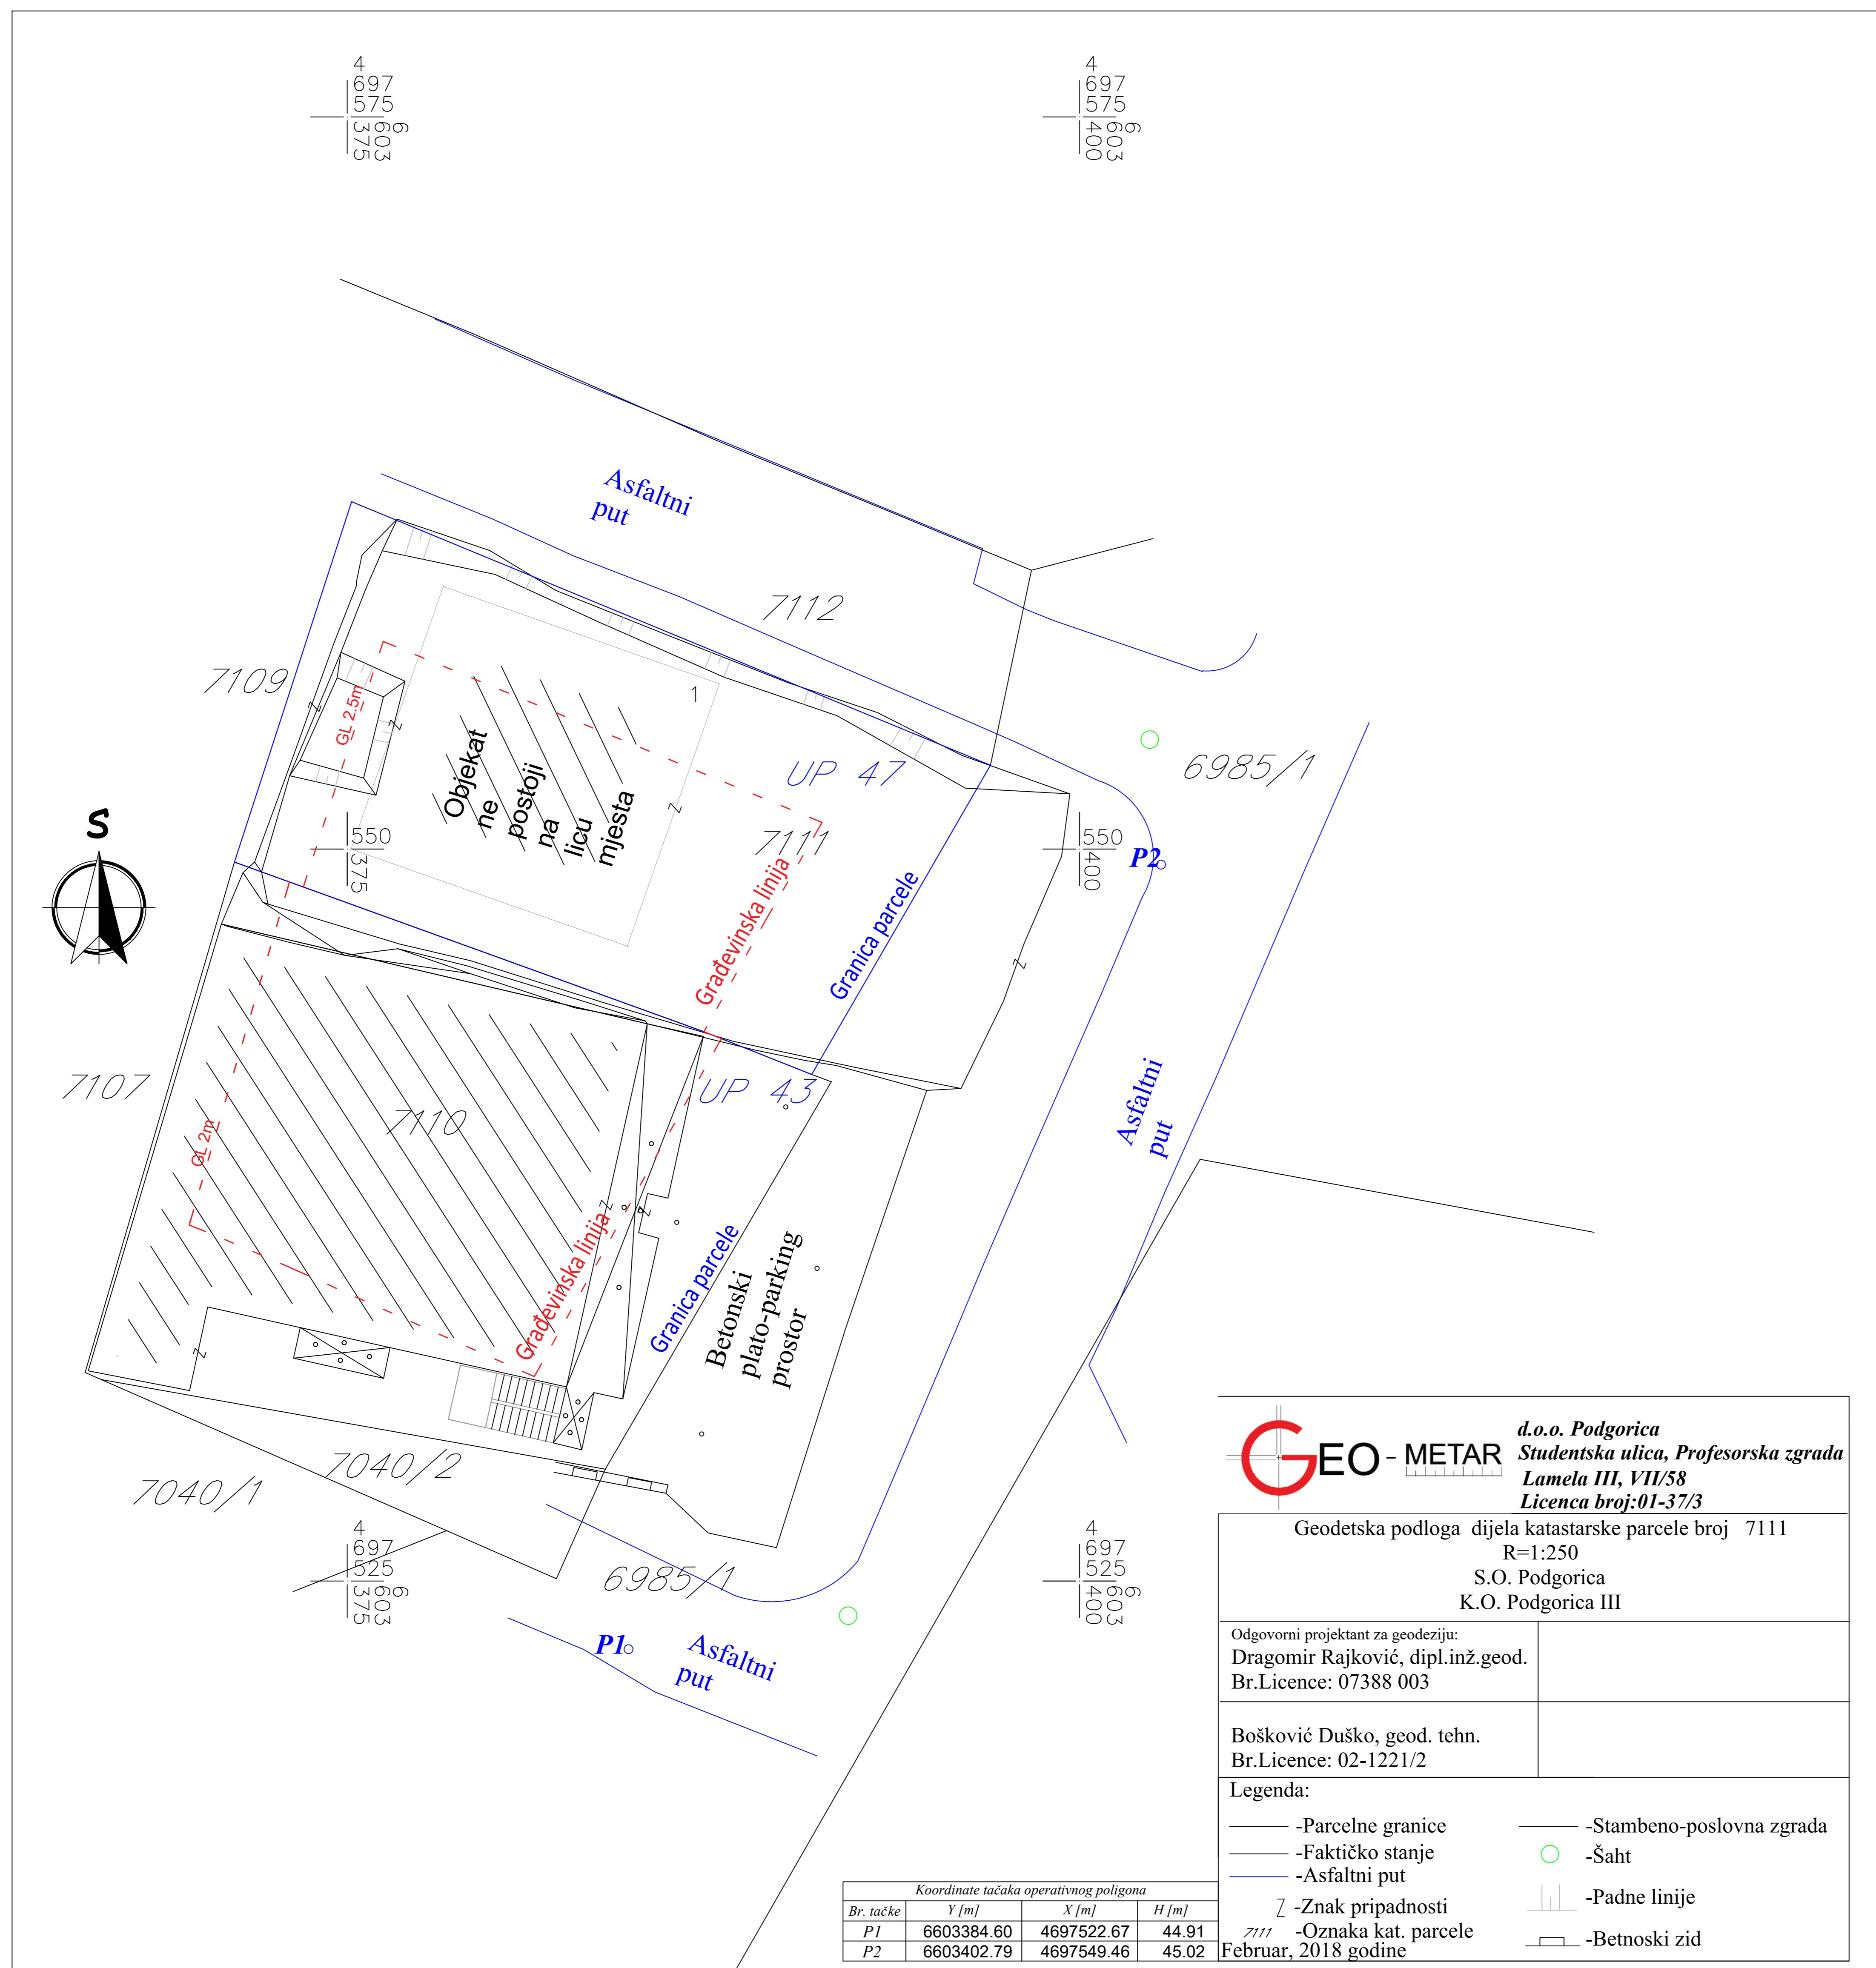 4
697
575
6
603
375
4
697
575
6
603
400
Asfaltni
put
7112
7109
GL 2.5m
1
Objekat
ne
postoji
na
licu
mjesta
UP 47
7111
6985/1
S
550
375
550
400
P2
Građevinska linija
Granica parcele
7107
UP 43
7110
GL 2m
Asfaltni
put
Građevinska linija
Granica parcele
Betonski
plato-parking
prostor
7040/2
7040/1
4
697
525
6
603
375
6985/1
4
697
525
6
603
400
P1
Asfaltni
put
GEO - METAR
d.o.o. Podgorica
Studentska ulica, Profesorska zgrada
Lamela III, VII/58
Licenca broj:01-37/3
Geodetska podloga dijela katastarske parcele broj 7111
R=1:250
S.O. Podgorica
K.O. Podgorica III
Odgovorni projektant za geodeziju:
Dragomir Rajković, dipl.inž.geod.
Br.Licence: 07388 003
Bošković Duško, geod. tehn.
Br.Licence: 02-1221/2
Legenda:
-Parcelne granice
-Faktičko stanje
-Asfaltni put
Z -Znak pripadnosti
7111 -Oznaka kat. parcele
-Stambeno-poslovna zgrada
-Šaht
-Padne linije
-Betnoski zid
Februar, 2018 godine
Koordinate tačaka operativnog poligona
Br. tačke Y [m] X [m] H [m]
P1 6603384.60 4697522.67 44.91
P2 6603402.79 4697549.46 45.02